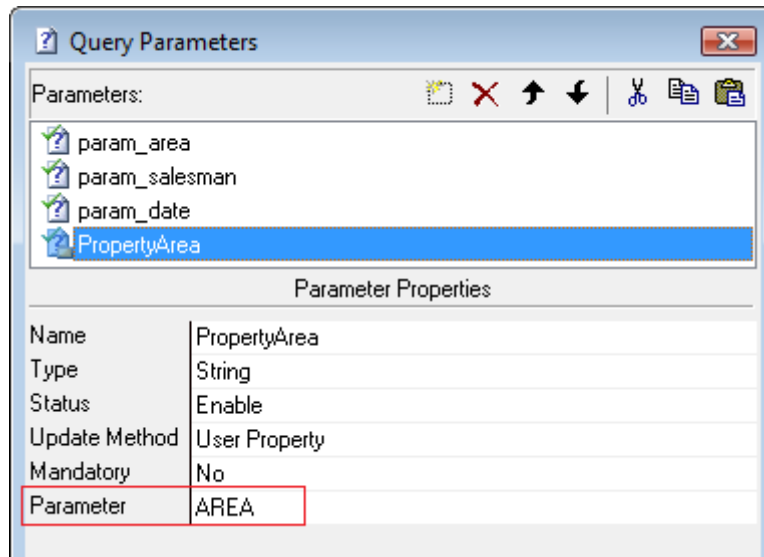 Query Parameters
Parameters:
param_area
param_salesman
param_date
PropertyArea
Parameter Properties
Name PropertyArea
Type String
Status Enable
Update Method User Property
Mandatory No
Parameter AREA